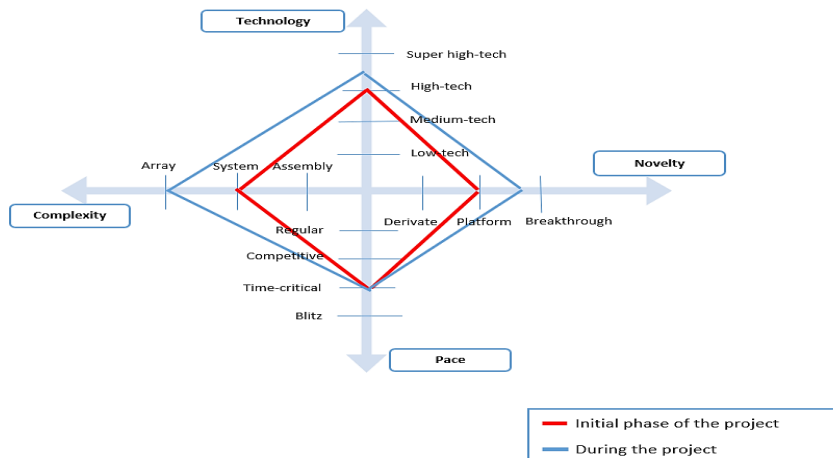 Technology
Super high-tech
High-tech
Medium-tech
Low-tech
Array
System
Assembly
Novelty
Complexity
Derivate
Platform
Breakthrough
Regular
Competitive
Time-critical
Blitz
Pace
Initial phase of the project
During the project